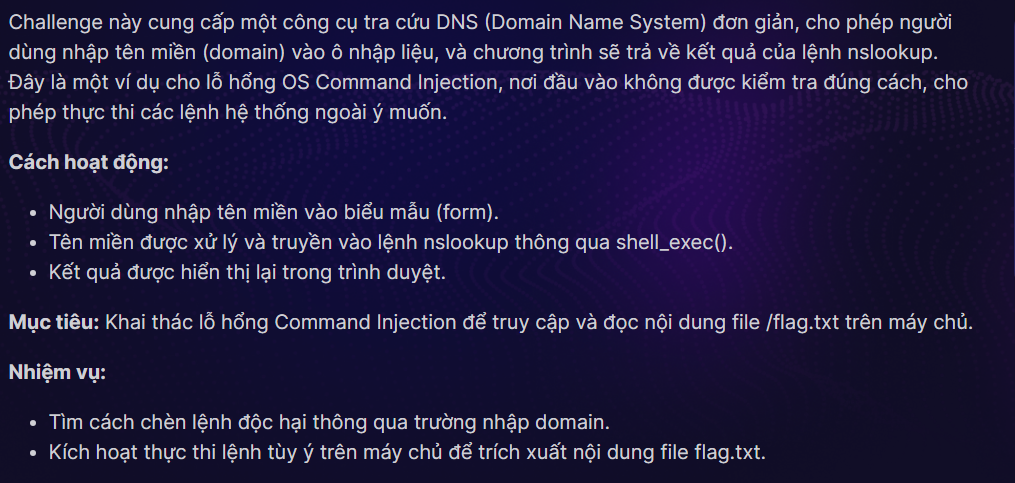 Challenge này cung cấp một công cụ tra cứu DNS (Domain Name System) đơn giản, cho phép người
dùng nhập tên miền (domain) vào ô nhập liệu, và chương trình sẽ trả về kết quả của lệnh nslookup.
Đây là một ví dụ cho lỗ hổng OS Command Injection, nơi đầu vào không được kiểm tra đúng cách, cho
phép thực thi các lệnh hệ thống ngoài ý muốn.
Cách hoạt động:
• Người dùng nhập tên miền vào biểu mẫu (form).
• Tên miền được xử lý và truyền vào lệnh nslookup thông qua shell_exec().
• Kết quả được hiển thị lại trong trình duyệt.
Mục tiêu: Khai thác lỗ hổng Command Injection để truy cập và đọc nội dung file /flag.txt trên máy chủ.
Nhiệm vụ:
• Tìm cách chèn lệnh độc hại thông qua trường nhập domain.
• Kích hoạt thực thi lệnh tùy ý trên máy chủ để trích xuất nội dung file flag.txt.